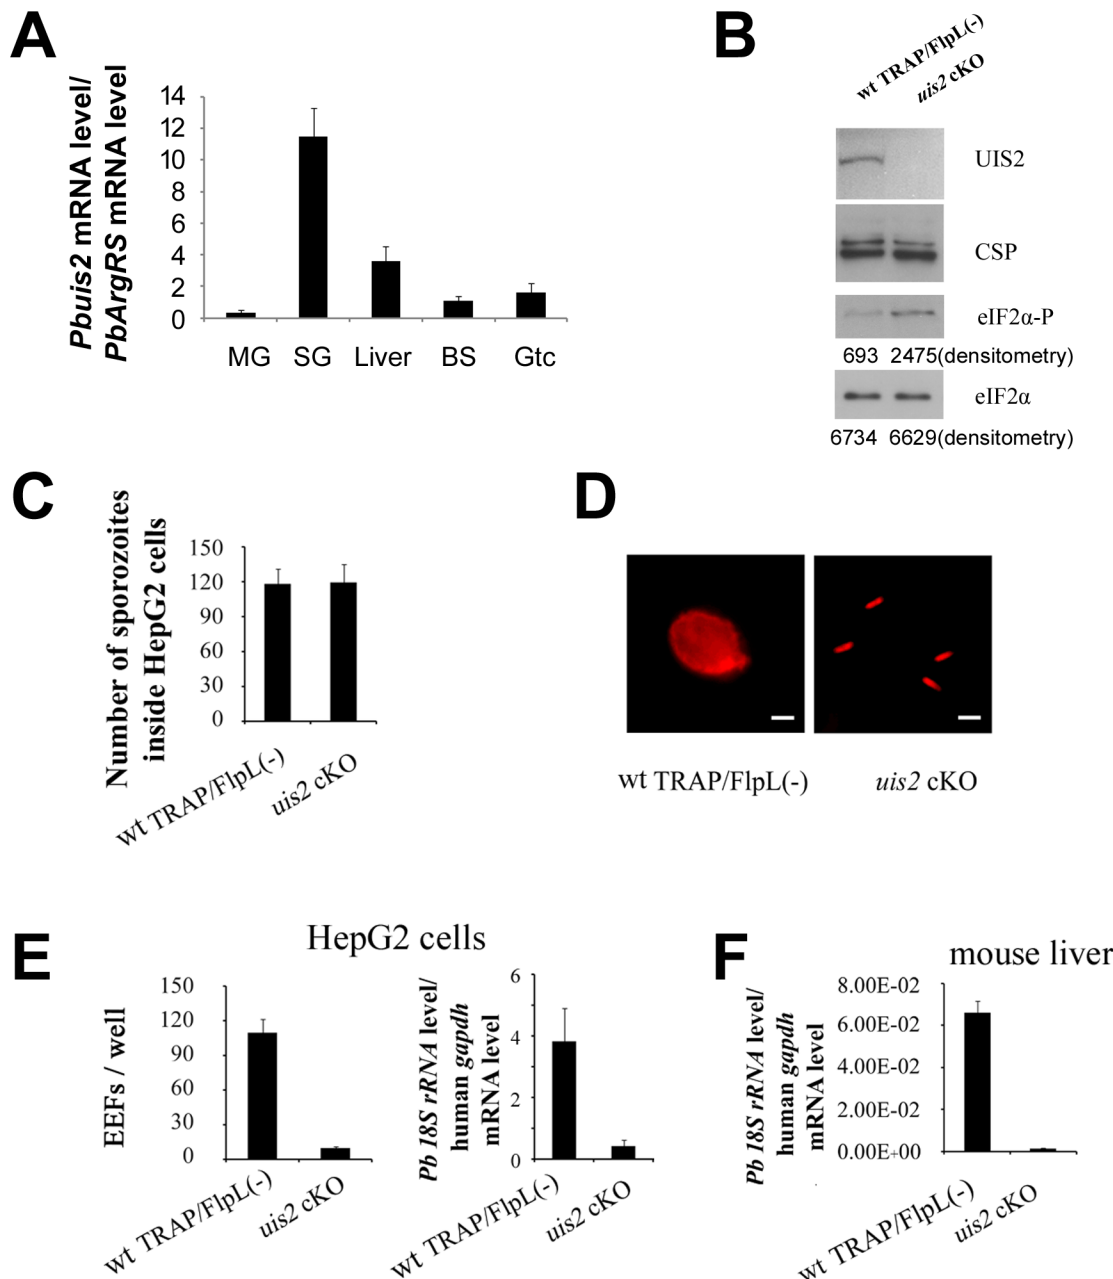 A
Pbuis2 mRNA level/
PbArgRS mRNA level
14
12
10
8
6
4
2
0
MG SG Liver BS Gtc
B
wt TRAP/FlpL(-)
uis2 cKO
UIS2
CSP
eIF2α-P
693 2475(densitometry)
eIF2α
6734 6629(densitometry)
C
Number of sporozoites
inside HepG2 cells
150
120
90
60
30
0
wt TRAP/FlpL(-)
uis2 cKO
D
wt TRAP/FlpL(-) uis2 cKO
E
HepG2 cells
EEFs / well
150
120
90
60
30
0
wt TRAP/FlpL(-)
uis2 cKO
Pb 18S rRNA level/
human gapdh
mRNA level
6
4
2
0
wt TRAP/FlpL(-)
uis2 cKO
F
mouse liver
Pb 18S rRNA level/
human gapdh
mRNA level
8.00E-02
6.00E-02
4.00E-02
2.00E-02
0.00E+00
wt TRAP/FlpL(-)
uis2 cKO